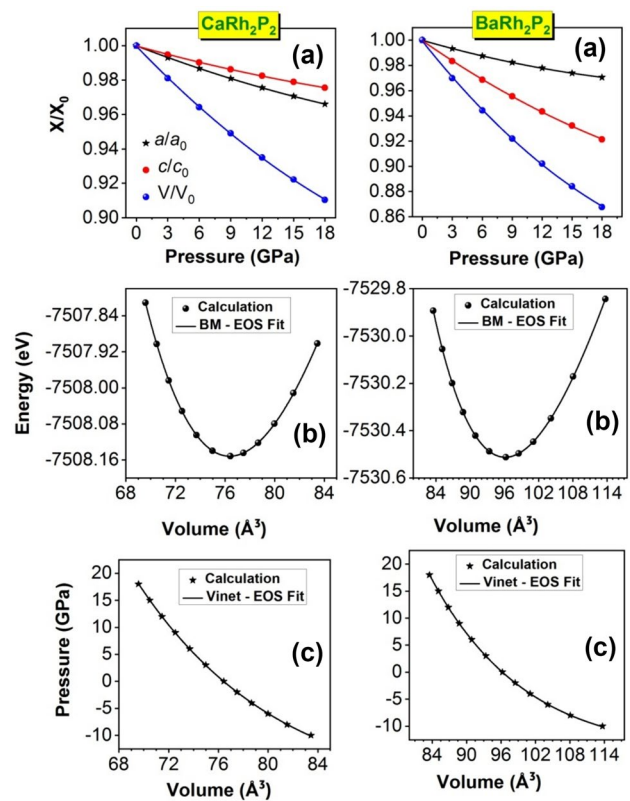 CaRh₂P₂
BaRh₂P₂
(a)
(a)
X/X₀
1.00
0.98
0.96
0.94
0.92
0.90
a/a₀
c/c₀
V/V₀
0 3 6 9 12 15 18
Pressure (GPa)
1.00
0.98
0.96
0.94
0.92
0.90
0.88
0.86
0 3 6 9 12 15 18
Pressure (GPa)
Energy (eV)
-7507.84
-7507.92
-7508.00
-7508.08
-7508.16
Calculation
BM - EOS Fit
(b)
68 72 76 80 84
Volume (Å³)
-7529.8
-7530.0
-7530.2
-7530.4
-7530.6
Calculation
BM - EOS Fit
(b)
84 90 96 102 108 114
Volume (Å³)
Pressure (GPa)
20
15
10
5
0
-5
-10
Calculation
Vinet - EOS Fit
(c)
68 72 76 80 84
Volume (Å³)
20
15
10
5
0
-5
-10
Calculation
Vinet - EOS Fit
(c)
84 90 96 102 108 114
Volume (Å³)